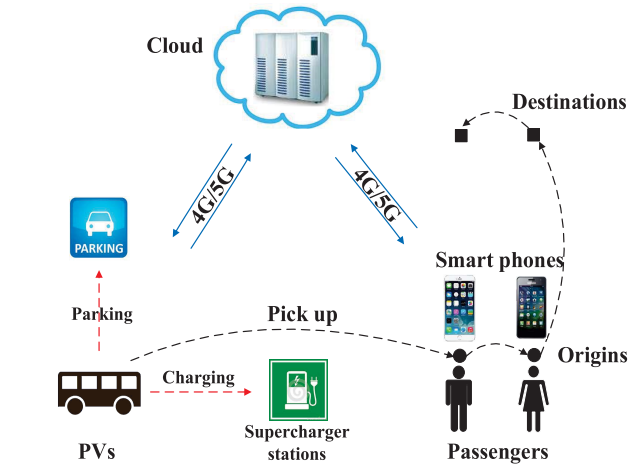 Cloud
Destinations
4G/5G
4G/5G
PARKING
Smart phones
Parking
Pick up
Origins
Charging
PVs
Supercharger
stations
Passengers